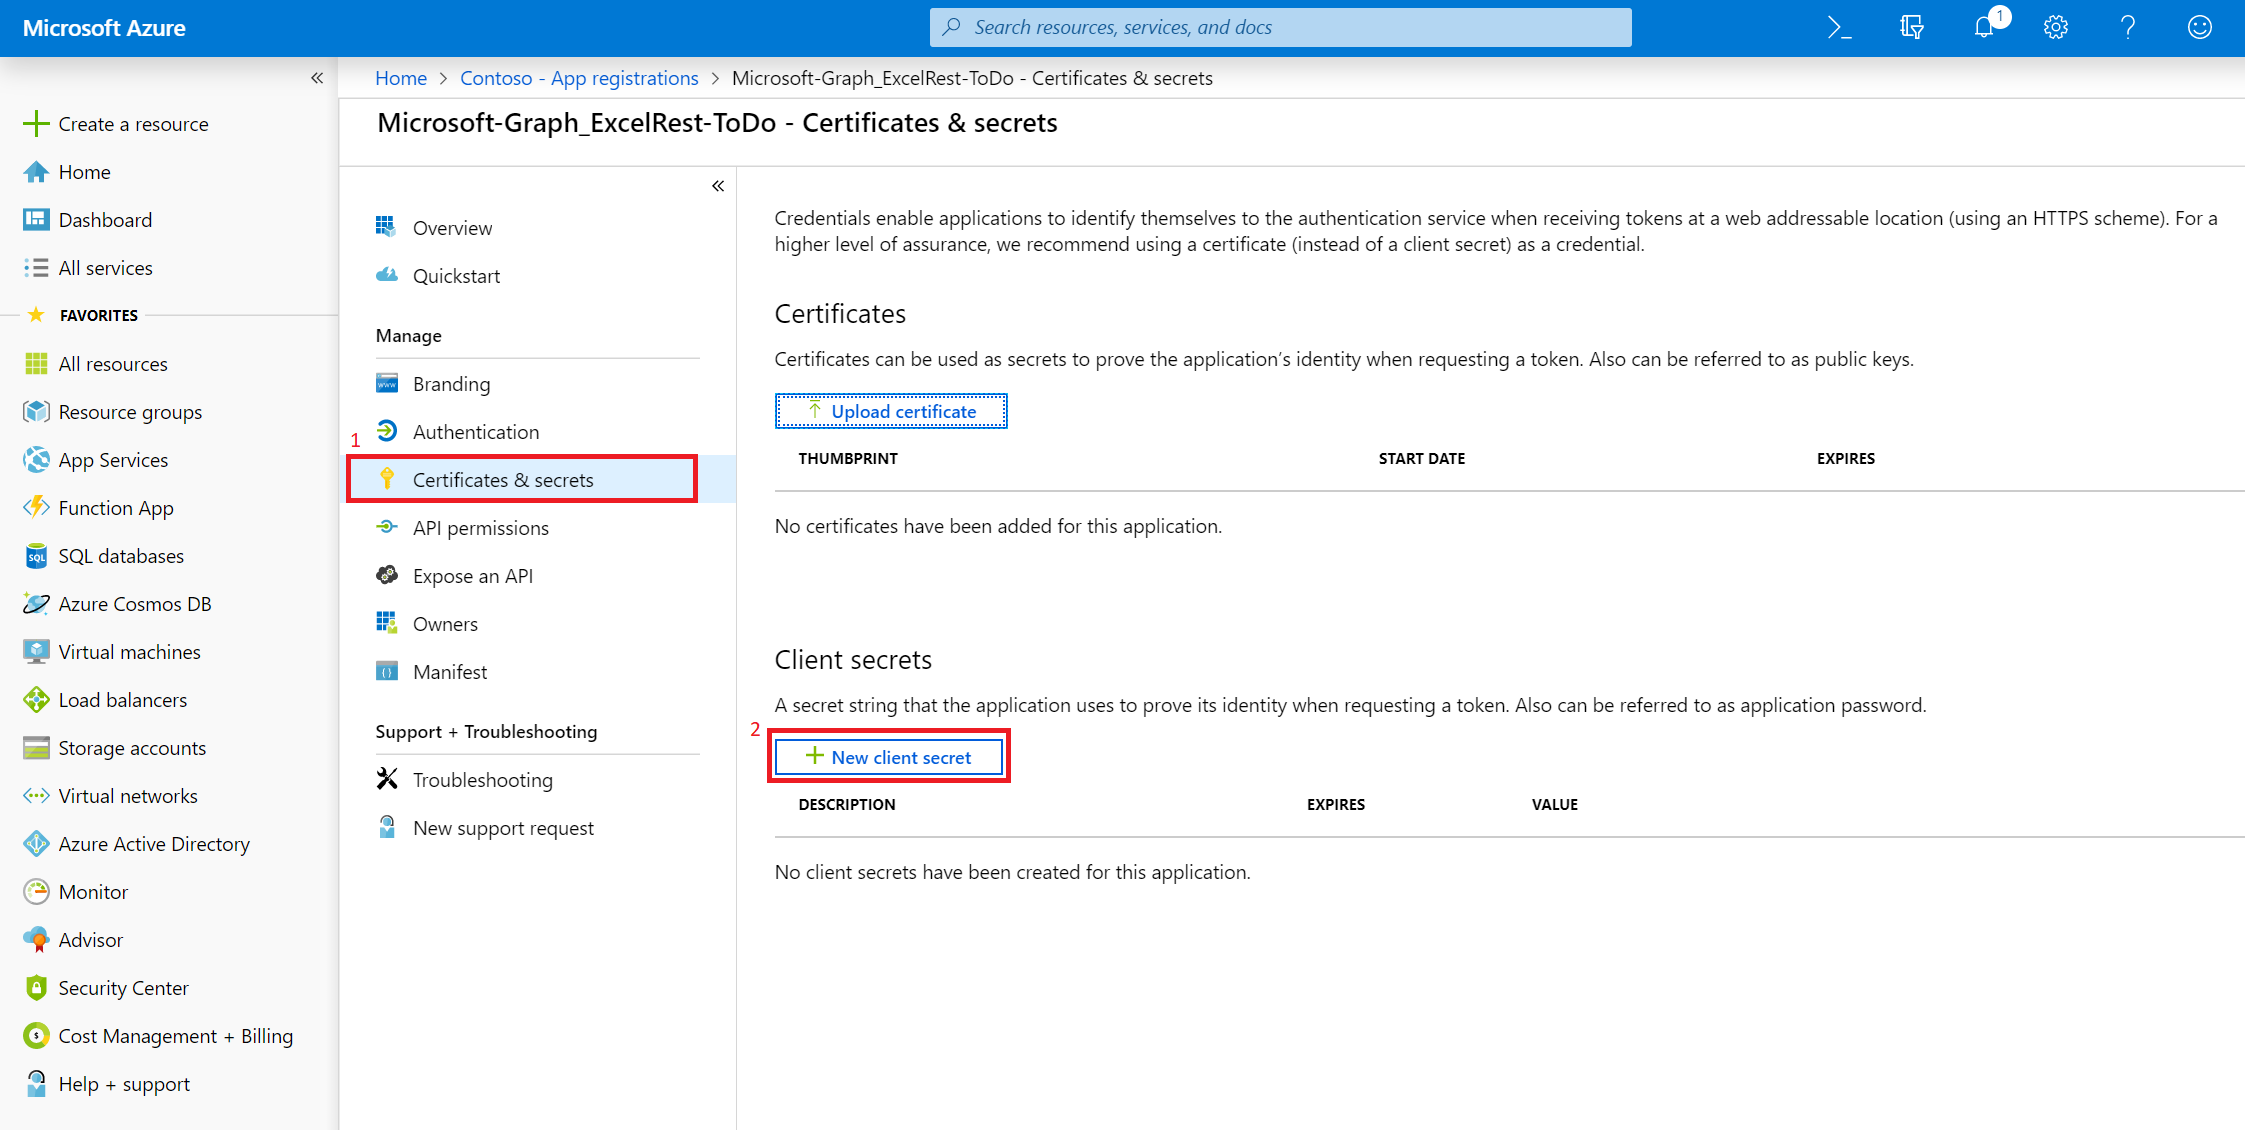 Microsoft Azure
Search resources, services, and docs
1
Home > Contoso - App registrations > Microsoft-Graph_ExcelRest-ToDo - Certificates & secrets
Microsoft-Graph_ExcelRest-ToDo - Certificates & secrets
Create a resource
Home
Dashboard
All services
FAVORITES
All resources
Resource groups
App Services
Function App
SQL databases
Azure Cosmos DB
Virtual machines
Load balancers
Storage accounts
Virtual networks
Azure Active Directory
Monitor
Advisor
Security Center
Cost Management + Billing
Help + support
Overview
Quickstart
Manage
Branding
Authentication
1
Certificates & secrets
API permissions
Expose an API
Owners
Manifest
Support + Troubleshooting
Troubleshooting
New support request
Credentials enable applications to identify themselves to the authentication service when receiving tokens at a web addressable location (using an HTTPS scheme). For a
higher level of assurance, we recommend using a certificate (instead of a client secret) as a credential.
Certificates
Certificates can be used as secrets to prove the application's identity when requesting a token. Also can be referred to as public keys.
Upload certificate
THUMBPRINT START DATE EXPIRES
No certificates have been added for this application.
Client secrets
A secret string that the application uses to prove its identity when requesting a token. Also can be referred to as application password.
2
New client secret
DESCRIPTION EXPIRES VALUE
No client secrets have been created for this application.